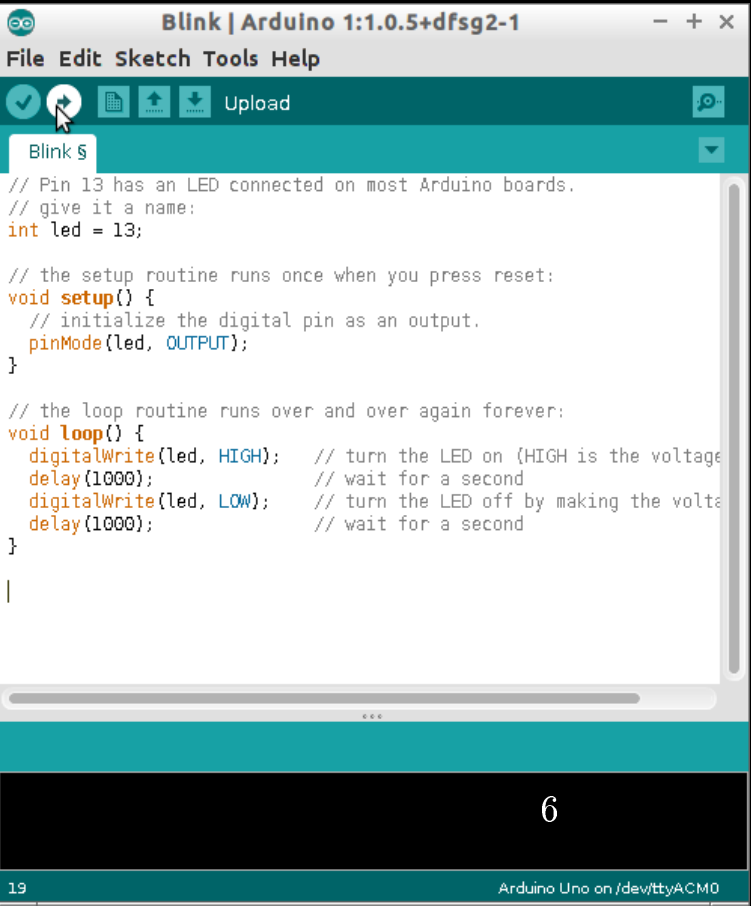 Blink | Arduino 1:1.0.5+dfsg2-1
File Edit Sketch Tools Help
Upload
Blink §
// Pin 13 has an LED connected on most Arduino boards.
// give it a name:
int led = 13;
// the setup routine runs once when you press reset:
void setup() {
// initialize the digital pin as an output.
pinMode(led, OUTPUT);
}
// the loop routine runs over and over again forever:
void loop() {
digitalWrite(led, HIGH); // turn the LED on (HIGH is the voltage
delay(1000); // wait for a second
digitalWrite(led, LOW); // turn the LED off by making the volta
delay(1000); // wait for a second
}
6
19 Arduino Uno on /dev/ttyACM0